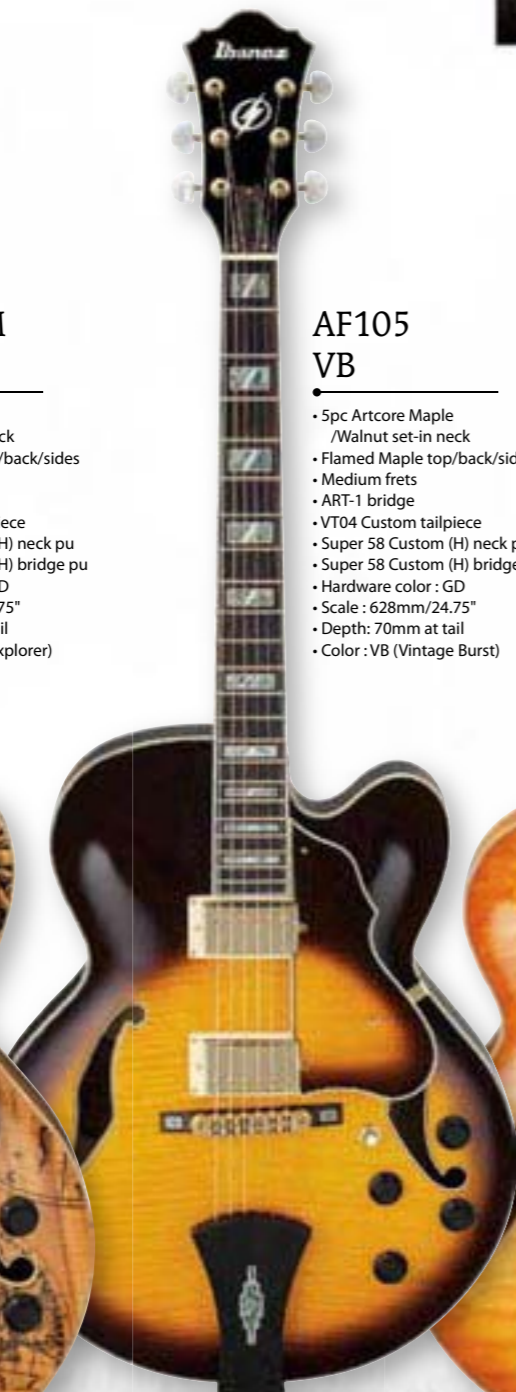 Ibanez
M
ck
/back/sides
ece
H) neck pu
H) bridge pu
D
75"
il
xplorer)
AF105
VB
• 5pc Artcore Maple
/Walnut set-in neck
• Flamed Maple top/back/sid
• Medium frets
• ART-1 bridge
• VT04 Custom tailpiece
• Super 58 Custom (H) neck p
• Super 58 Custom (H) bridge
• Hardware color : GD
• Scale : 628mm/24.75"
• Depth: 70mm at tail
• Color : VB (Vintage Burst)